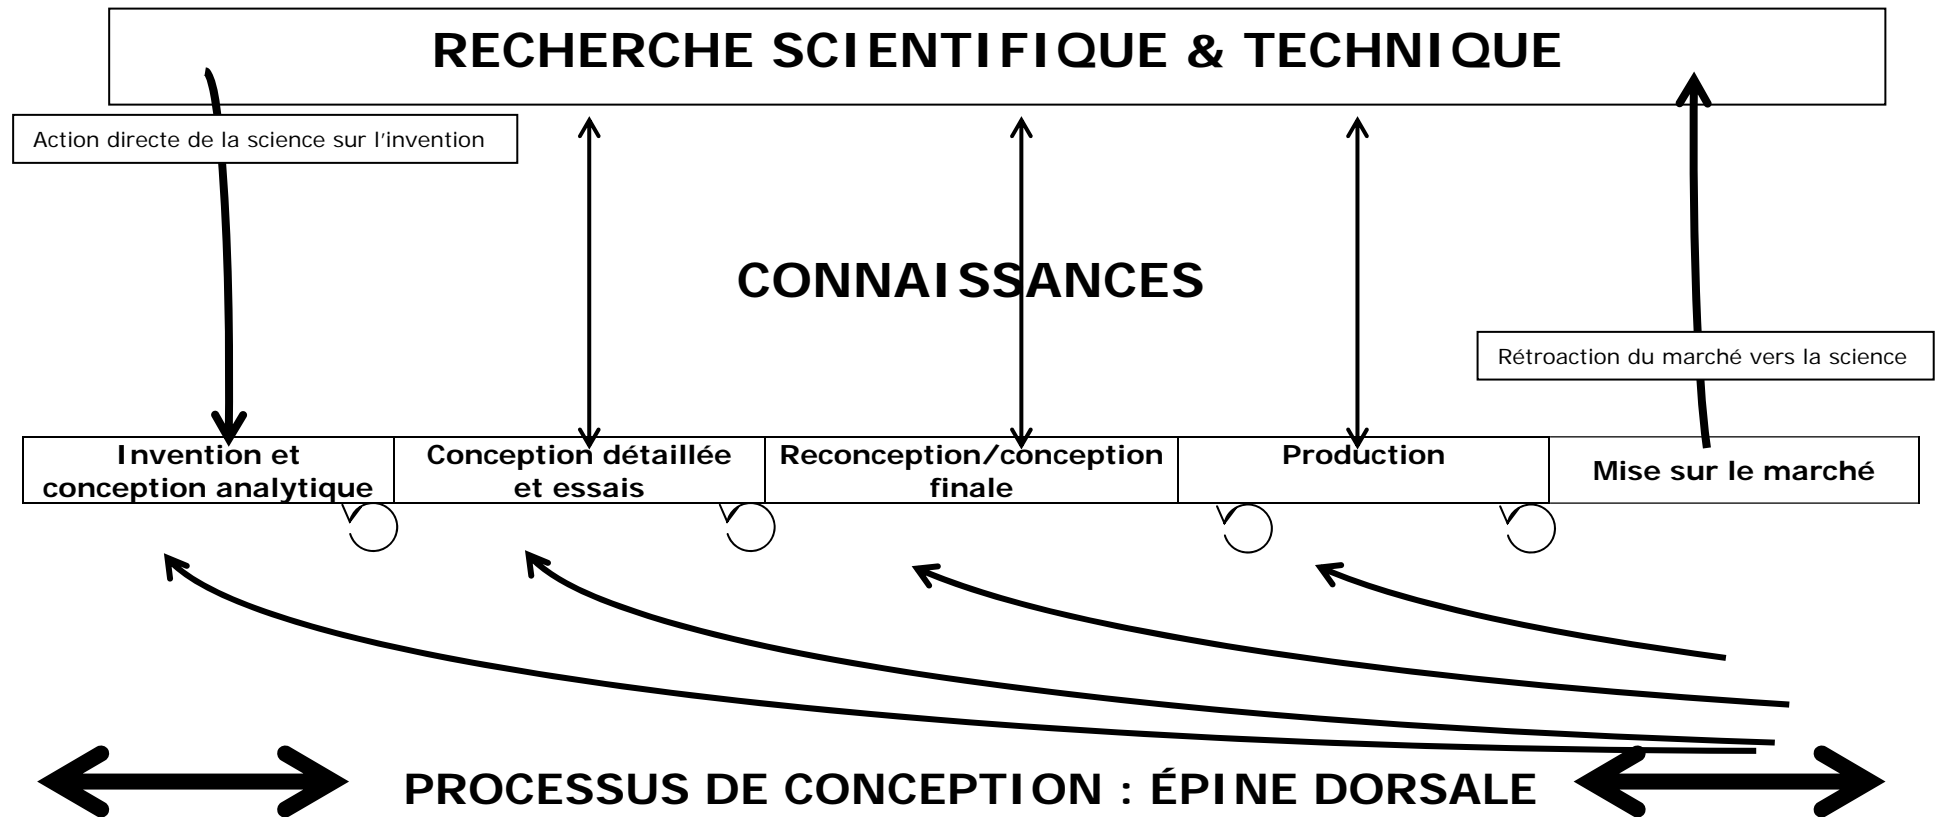 RECHERCHE SCIENTIFIQUE & TECHNIQUE
Action directe de la science sur l'invention
CONNAISSANCES
Rétroaction du marché vers la science
Invention et
conception analytique
Conception détaillée
et essais
Reconception/conception
finale
Production
Mise sur le marché
PROCESSUS DE CONCEPTION : ÉPINE DORSALE